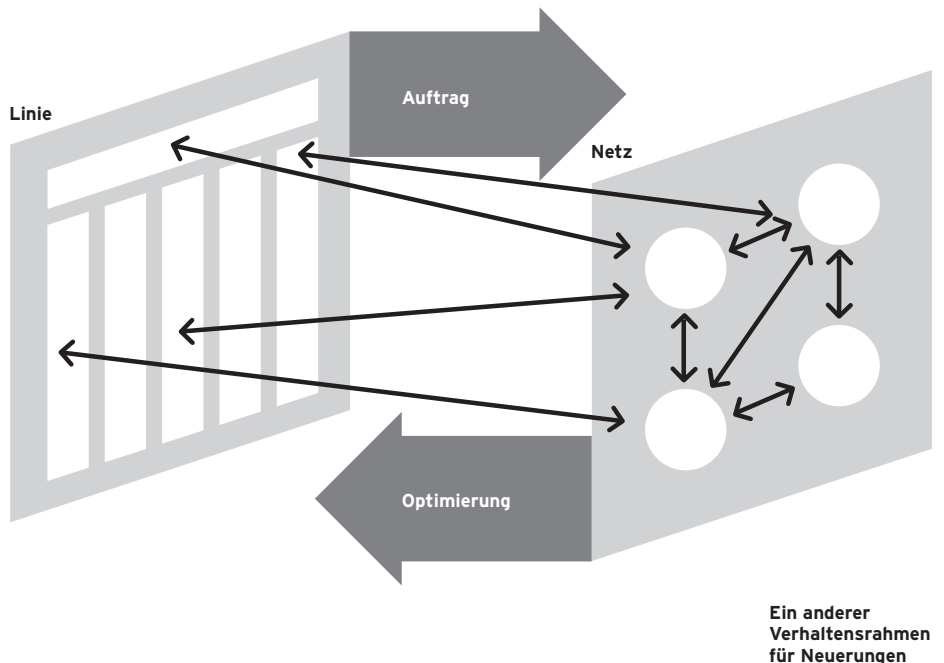 Auftrag
Linie
Netz
Optimierung
Ein anderer
Verhaltensrahmen
für Neuerungen